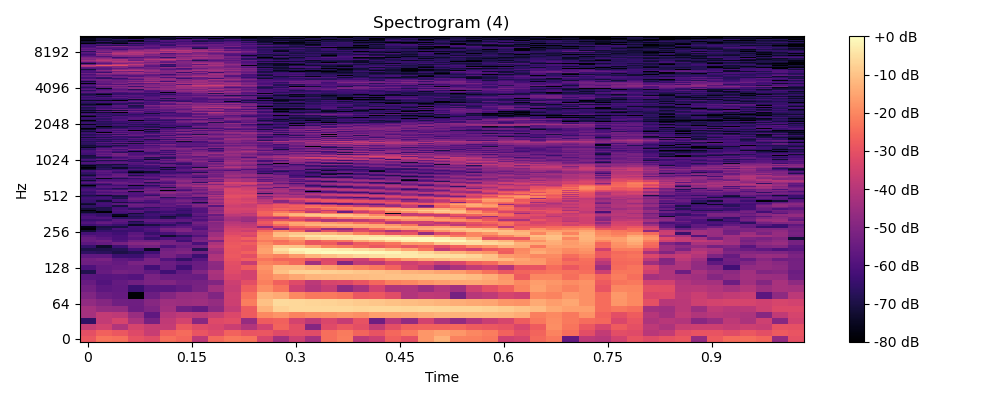 Spectrogram (4)
Hz
8192
4096
2048
1024
512
256
128
64
0
0 0.15 0.3 0.45 0.6 0.75 0.9
Time
+0 dB
-10 dB
-20 dB
-30 dB
-40 dB
-50 dB
-60 dB
-70 dB
-80 dB